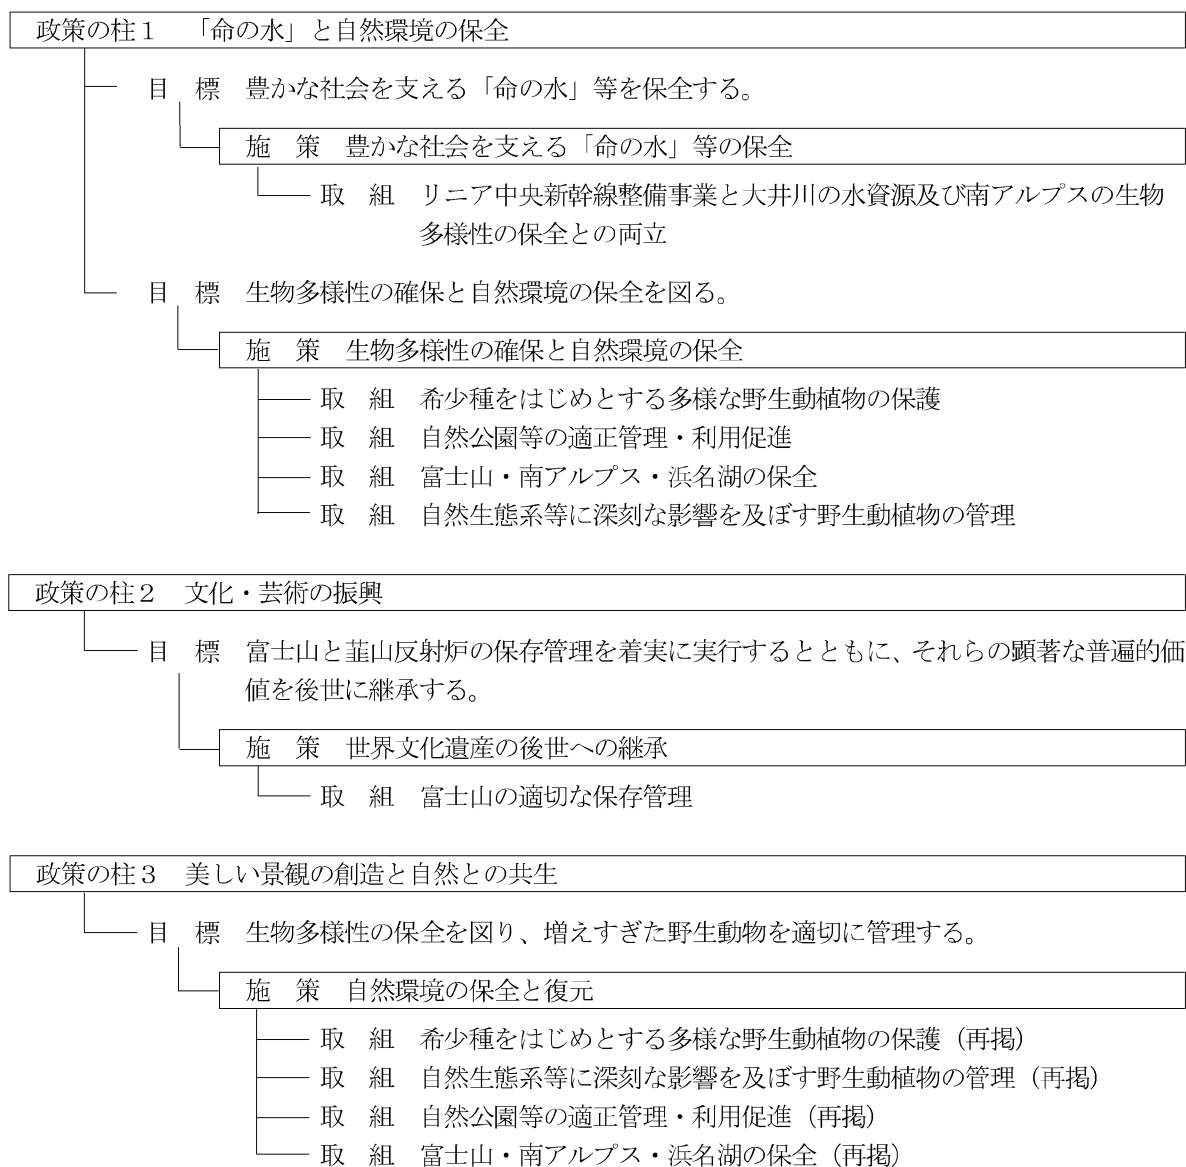 政策の柱１　「命の水」と自然環境の保全
目　標　豊かな社会を支える「命の水」等を保全する。
施　策　豊かな社会を支える「命の水」等の保全
取　組　リニア中央新幹線整備事業と大井川の水資源及び南アルプスの生物
多様性の保全との両立
目　標　生物多様性の確保と自然環境の保全を図る。
施　策　生物多様性の確保と自然環境の保全
取　組　希少種をはじめとする多様な野生動植物の保護
取　組　自然公園等の適正管理・利用促進
取　組　富士山・南アルプス・浜名湖の保全
取　組　自然生態系等に深刻な影響を及ぼす野生動植物の管理
政策の柱２　文化・芸術の振興
目　標　富士山と韮山反射炉の保存管理を着実に実行するとともに、それらの顕著な普遍的価
値を後世に継承する。
施　策　世界文化遺産の後世への継承
取　組　富士山の適切な保存管理
政策の柱３　美しい景観の創造と自然との共生
目　標　生物多様性の保全を図り、増えすぎた野生動物を適切に管理する。
施　策　自然環境の保全と復元
取　組　希少種をはじめとする多様な野生動植物の保護（再掲）
取　組　自然生態系等に深刻な影響を及ぼす野生動植物の管理（再掲）
取　組　自然公園等の適正管理・利用促進（再掲）
取　組　富士山・南アルプス・浜名湖の保全（再掲）